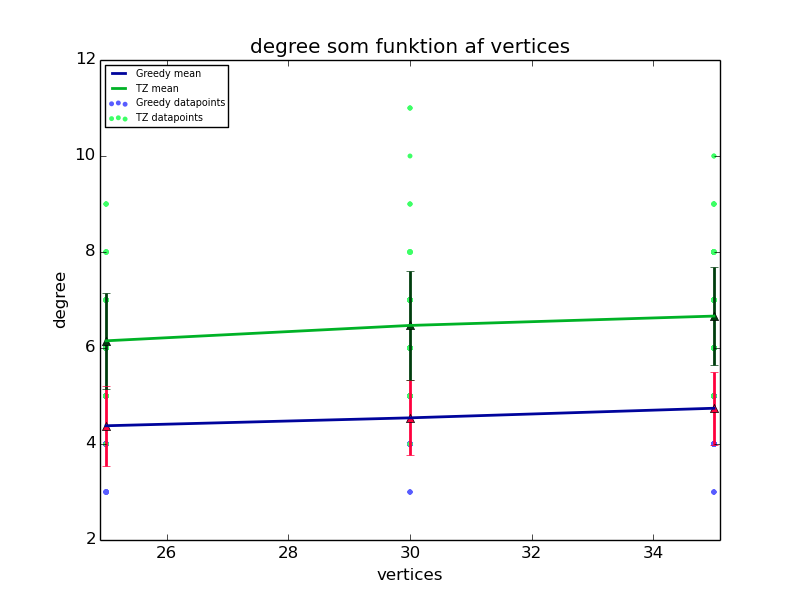 degree som funktion af vertices
Greedy mean
TZ mean
Greedy datapoints
TZ datapoints
12
10
8
6
4
2
degree
26 28 30 32 34
vertices